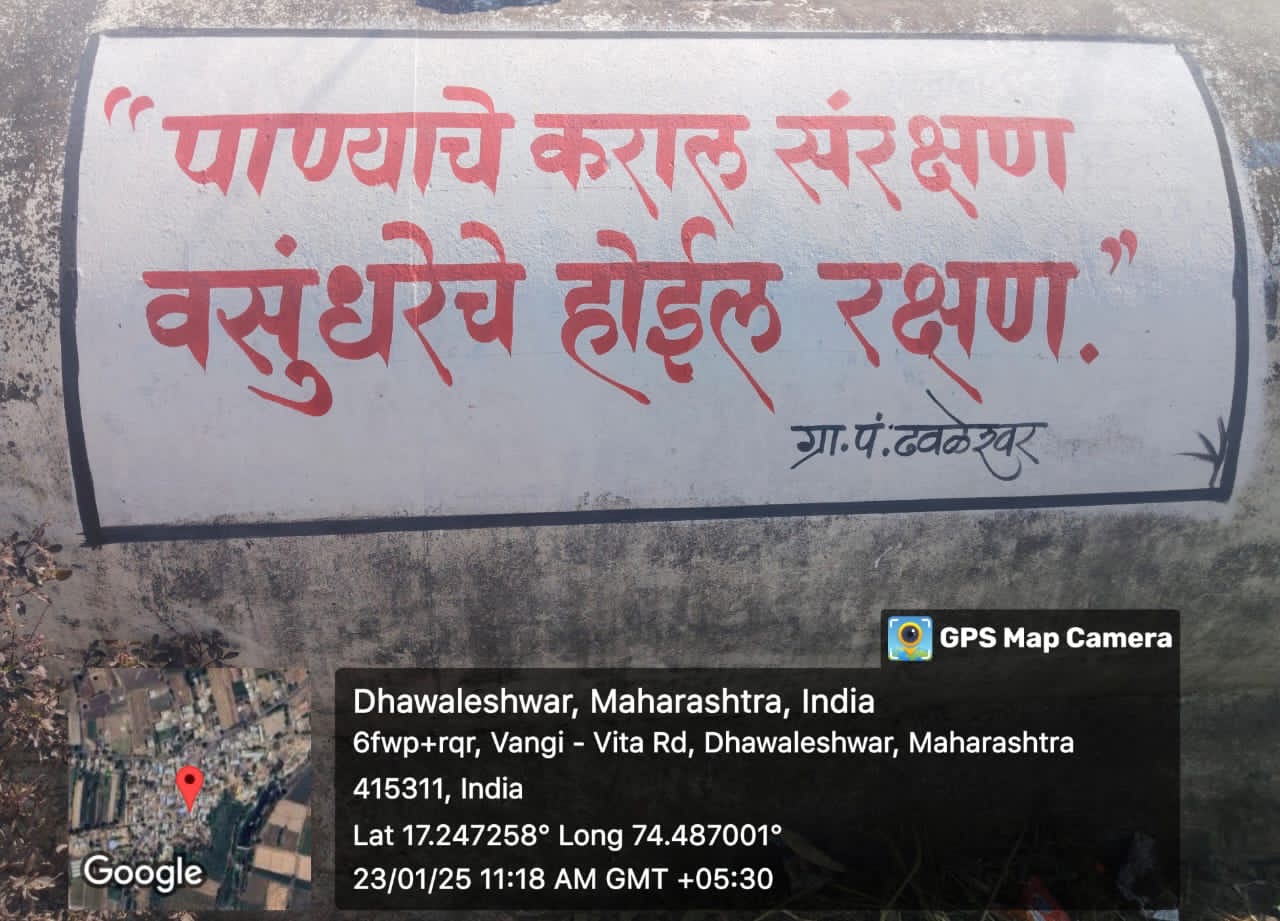 “पाण्याचे कराल संरक्षण
वसुंधरेचे होईल रक्षण.”
ग्रा.पं.ढवळेश्वर
GPS Map Camera
Dhawaleshwar, Maharashtra, India
6fwp+rqr, Vangi - Vita Rd, Dhawaleshwar, Maharashtra
415311, India
Lat 17.247258° Long 74.487001°
23/01/25 11:18 AM GMT +05:30
Google